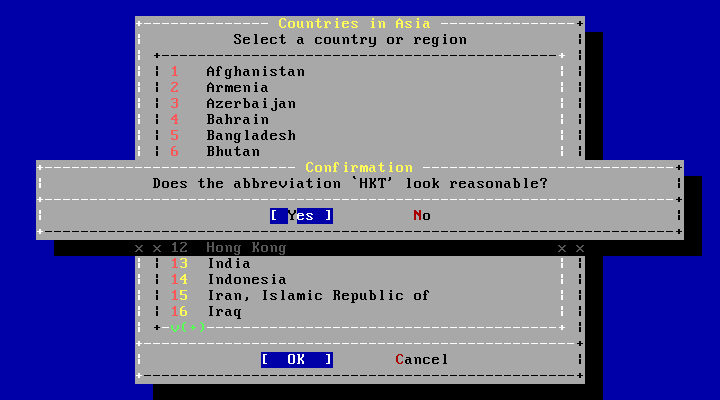 Countries in Asia
Select a country or region
1 Afghanistan
2 Armenia
3 Azerbaijan
4 Bahrain
5 Bangladesh
6 Bhutan
Confirmation
Does the abbreviation `HKT' look reasonable?
[ Yes ] No
x x 12 Hong Kong x x
13 India
14 Indonesia
15 Iran, Islamic Republic of
16 Iraq
v(+)
[ OK ] Cancel